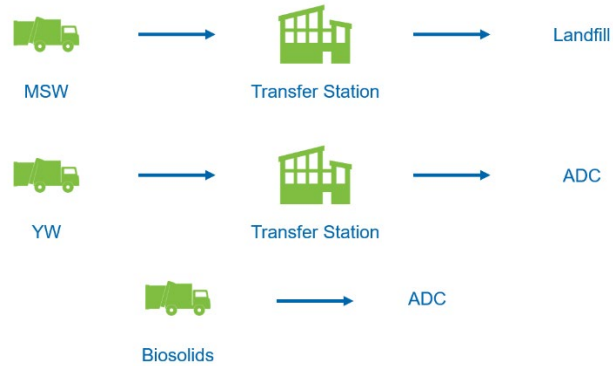 Landfill
MSW
Transfer Station
ADC
YW
Transfer Station
ADC
Biosolids